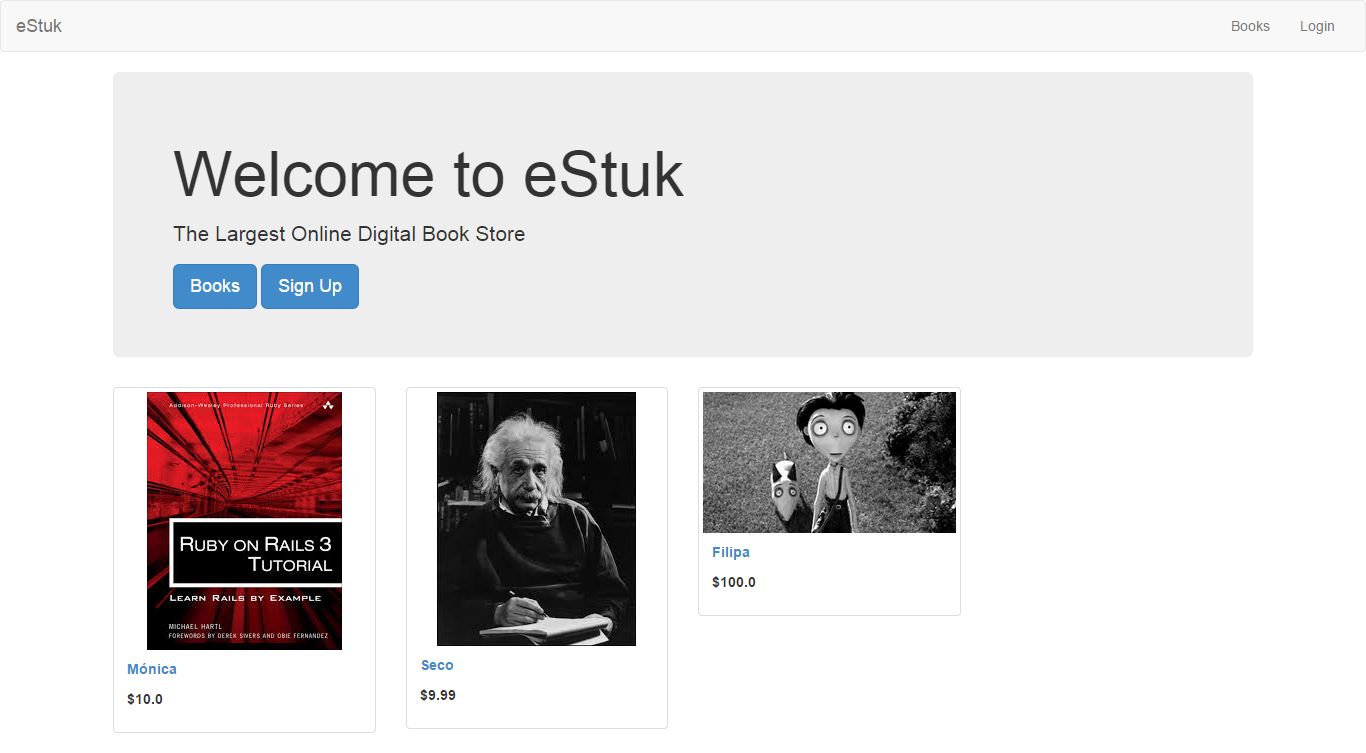 eStuk
Books
Login
Welcome to eStuk
The Largest Online Digital Book Store
Books
Sign Up
Addison-Wesley Professional Ruby Series
RUBY ON RAILS 3
TUTORIAL
LEARN RAILS BY EXAMPLE
MICHAEL HARTL
FOREWORDS BY DEREK SIVERS AND OBIE FERNANDEZ
Mónica
$10.0
Seco
$9.99
Filipa
$100.0